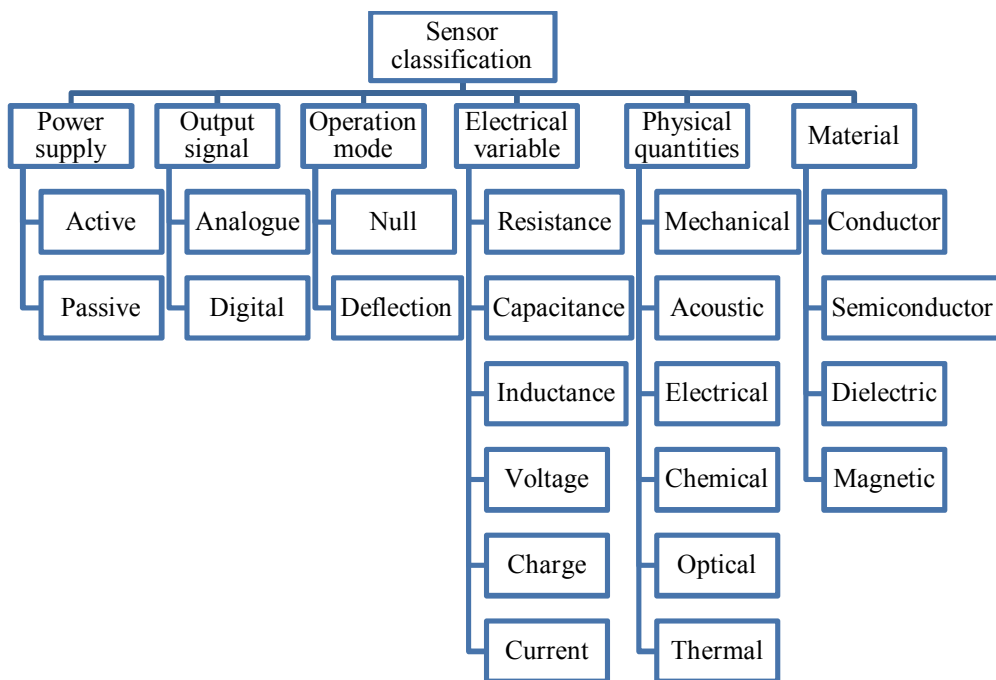 Sensor
classification
Power
supply
Output
signal
Operation
mode
Electrical
variable
Physical
quantities
Material
Active
Analogue
Null
Resistance
Mechanical
Conductor
Passive
Digital
Deflection
Capacitance
Acoustic
Semiconductor
Inductance
Electrical
Dielectric
Voltage
Chemical
Magnetic
Charge
Optical
Current
Thermal